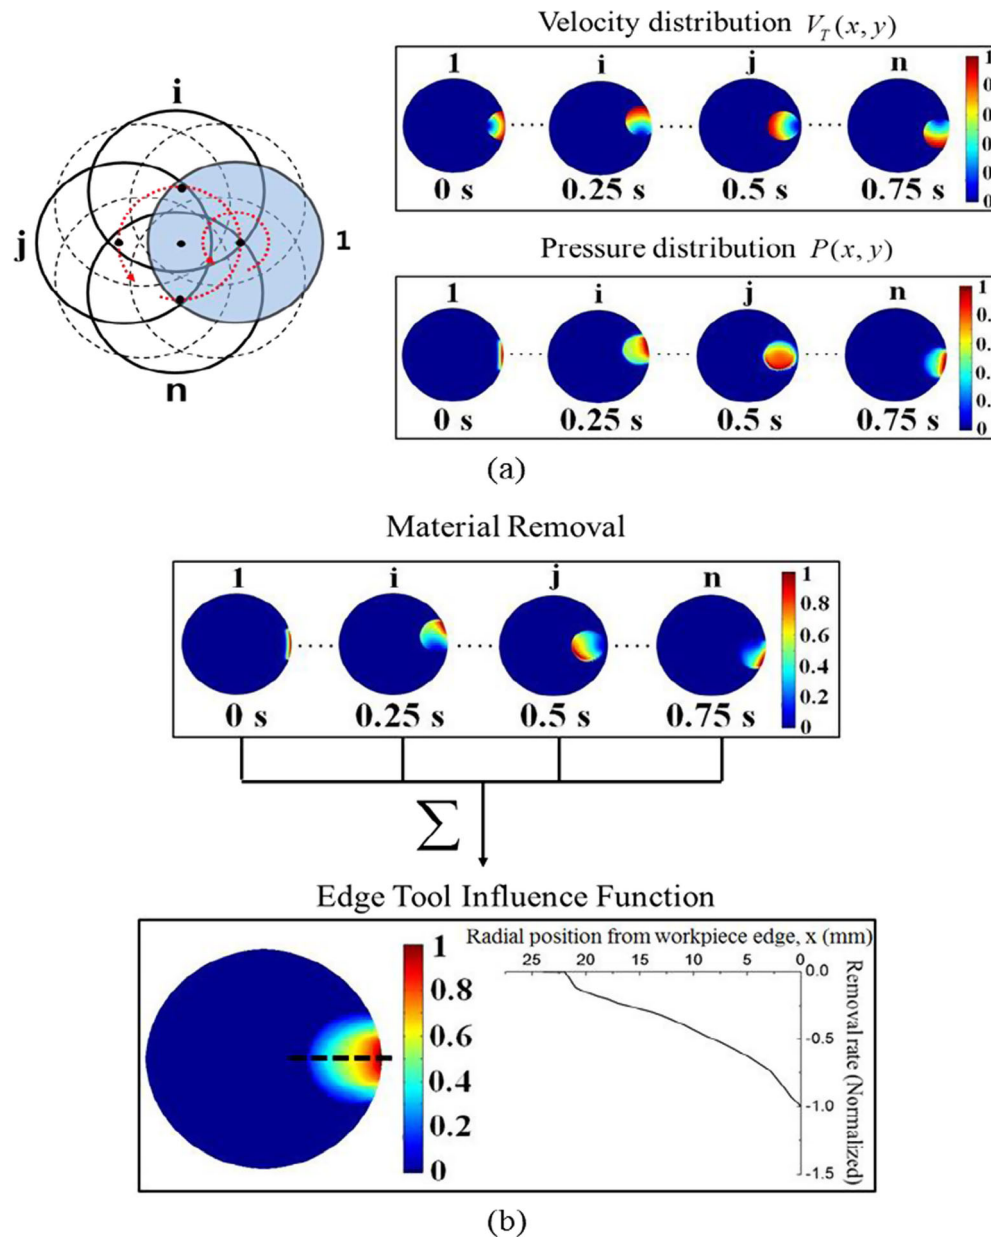 Velocity distribution V_T(x, y)
i
j
1
n
1 i j n
0 s 0.25 s 0.5 s 0.75 s
1
Pressure distribution P(x, y)
1 i j n
0 s 0.25 s 0.5 s 0.75 s
1
(a)
Material Removal
1 i j n
0 s 0.25 s 0.5 s 0.75 s
1
0.8
0.6
0.4
0.2
0
∑
Edge Tool Influence Function
1
0.8
0.6
0.4
0.2
0
Radial position from workpiece edge, x (mm)
25 20 15 10 5 0
0.0
-0.5
-1.0
-1.5
Removal rate (Normalized)
(b)